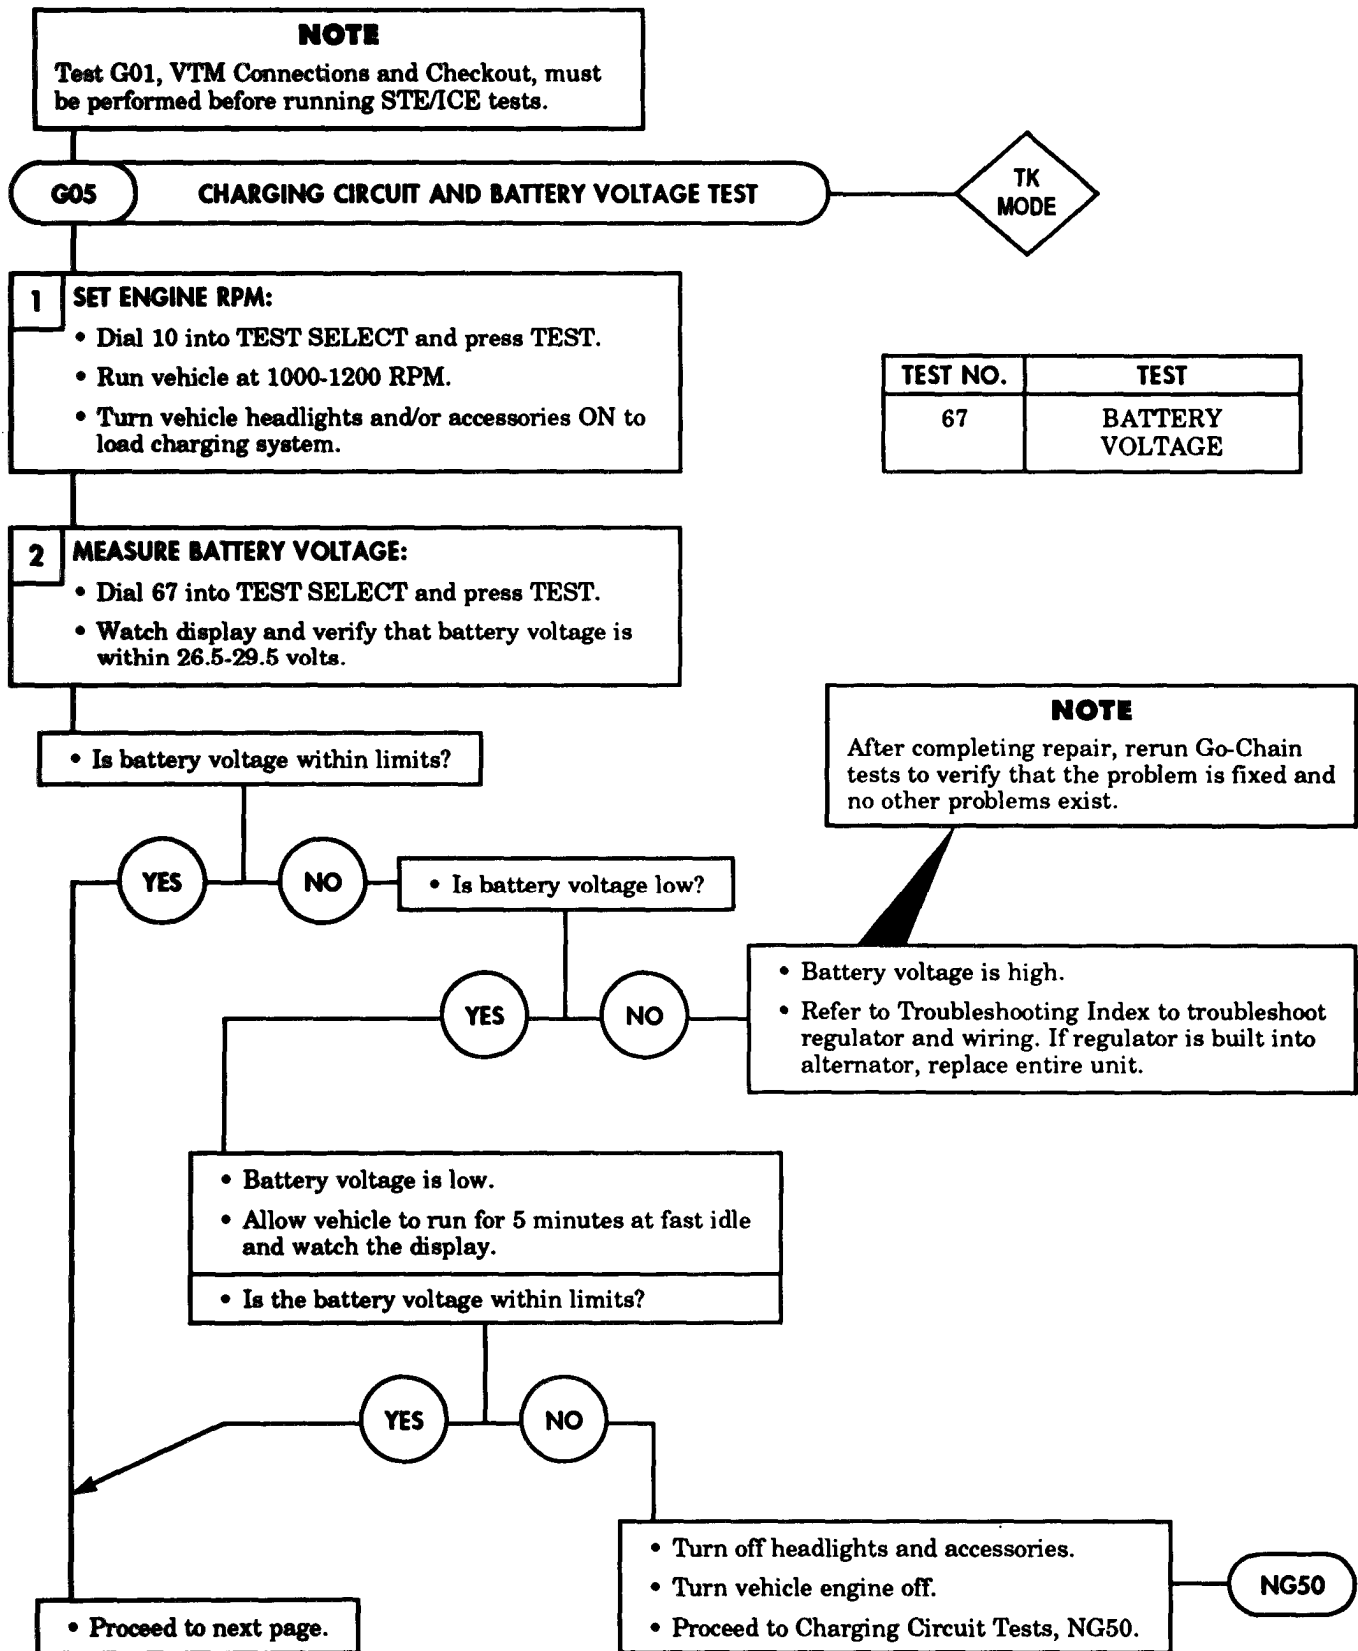 NOTE
Test G01, VTM Connections and Checkout, must
be performed before running STE/ICE tests.
G05
CHARGING CIRCUIT AND BATTERY VOLTAGE TEST
TK
MODE
1
SET ENGINE RPM:
• Dial 10 into TEST SELECT and press TEST.
• Run vehicle at 1000-1200 RPM.
• Turn vehicle headlights and/or accessories ON to
load charging system.
TEST NO. TEST
67 BATTERY
VOLTAGE
2
MEASURE BATTERY VOLTAGE:
• Dial 67 into TEST SELECT and press TEST.
• Watch display and verify that battery voltage is
within 26.5-29.5 volts.
• Is battery voltage within limits?
NOTE
After completing repair, rerun Go-Chain
tests to verify that the problem is fixed and
no other problems exist.
YES
NO
• Is battery voltage low?
YES
NO
• Battery voltage is high.
• Refer to Troubleshooting Index to troubleshoot
regulator and wiring. If regulator is built into
alternator, replace entire unit.
• Battery voltage is low.
• Allow vehicle to run for 5 minutes at fast idle
and watch the display.
• Is the battery voltage within limits?
YES
NO
• Turn off headlights and accessories.
• Turn vehicle engine off.
• Proceed to Charging Circuit Tests, NG50.
NG50
• Proceed to next page.